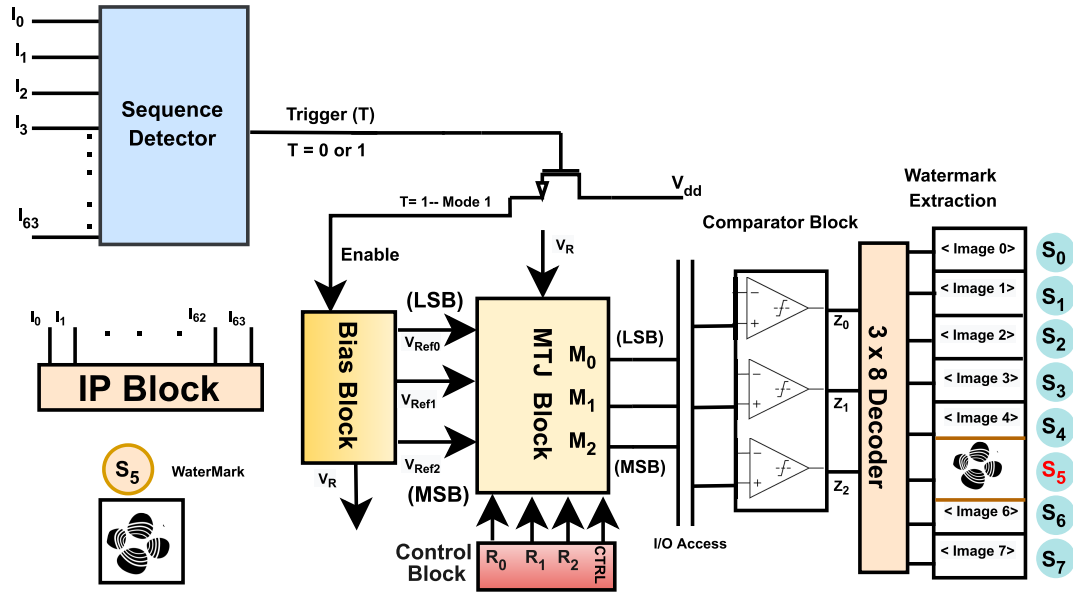 I0
I1
I2
I3
I63
Sequence
Detector
Trigger (T)
T = 0 or 1
Vdd
T= 1-- Mode 1
Enable
VR
Bias Block
VR
(LSB)
VRef0
VRef1
VRef2
(MSB)
MTJ Block
M0
M1
M2
(LSB)
(MSB)
I/O Access
Control
Block
R0
R1
R2
CTRL
Comparator Block
Z0
Z1
Z2
3 x 8 Decoder
Watermark
Extraction
< Image 0>
< Image 1>
< Image 2>
< Image 3>
< Image 4>
< Image 6>
< Image 7>
S0
S1
S2
S3
S4
S5
S6
S7
I0
I1
I62
I63
IP Block
S5
WaterMark